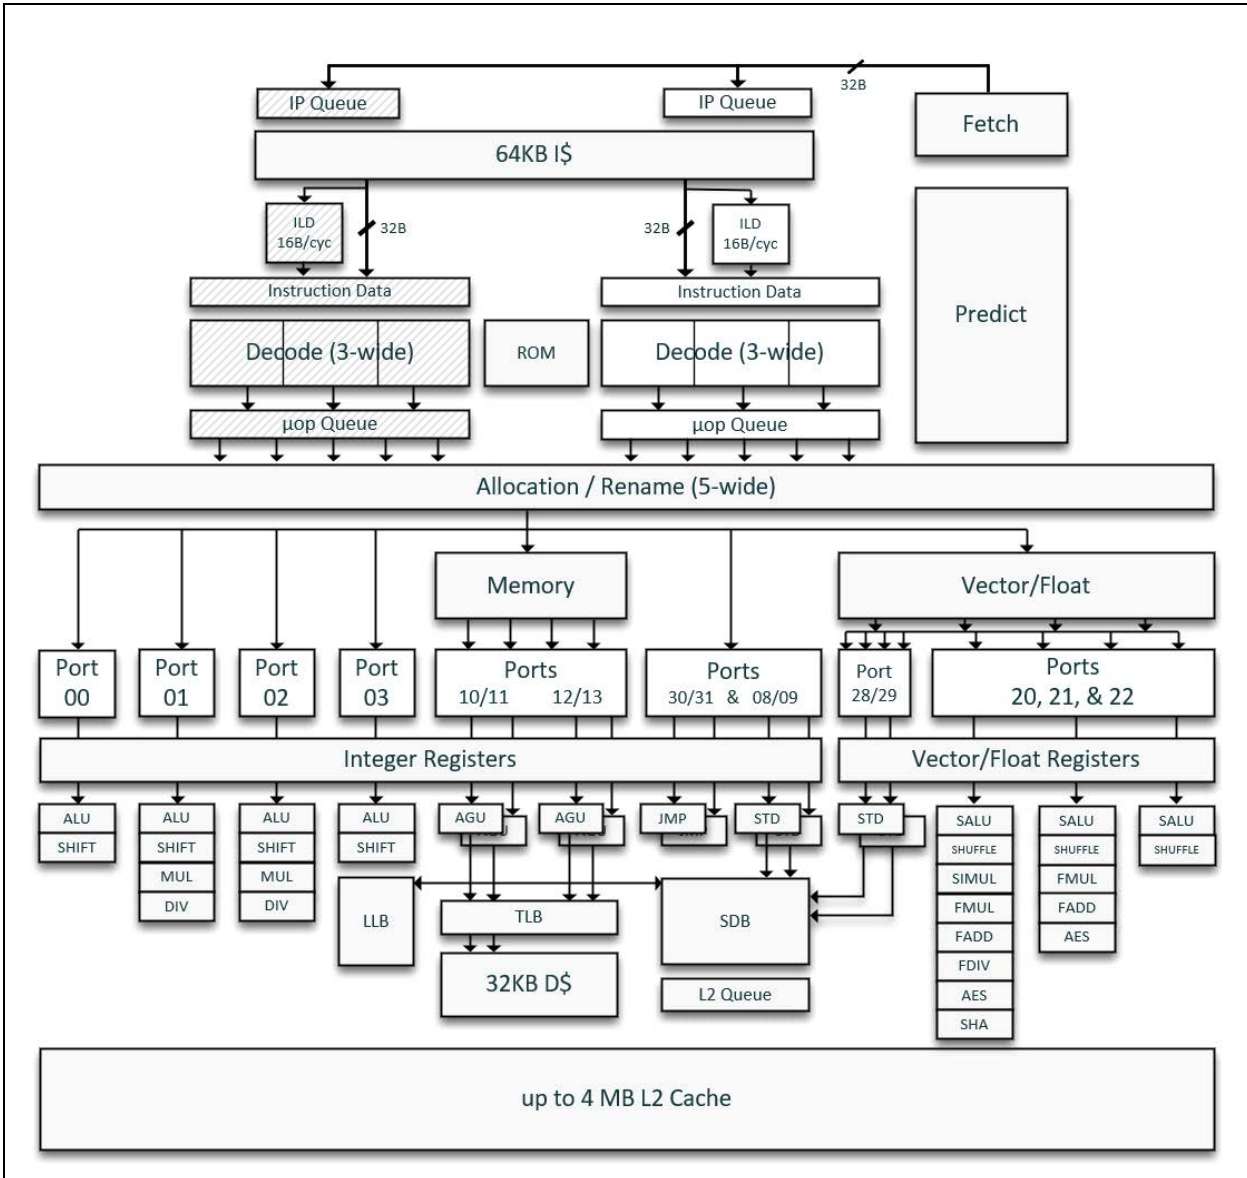 32B
IP Queue
IP Queue
Fetch
64KB I$
ILD
16B/cyc
32B
32B
ILD
16B/cyc
Instruction Data
Instruction Data
Predict
Decode (3-wide)
ROM
Decode (3-wide)
μop Queue
μop Queue
Allocation / Rename (5-wide)
Memory
Vector/Float
Port
00
Port
01
Port
02
Port
03
Ports
10/11 12/13
Ports
30/31 & 08/09
Port
28/29
Ports
20, 21, & 22
Integer Registers
Vector/Float Registers
ALU
SHIFT
ALU
SHIFT
MUL
DIV
ALU
SHIFT
MUL
DIV
ALU
SHIFT
AGU
AGU
JMP
STD
STD
SALU
SHUFFLE
SIMUL
FMUL
FADD
FDIV
AES
SHA
SALU
SHUFFLE
FMUL
FADD
AES
SALU
SHUFFLE
LLB
TLB
SDB
32KB D$
L2 Queue
up to 4 MB L2 Cache